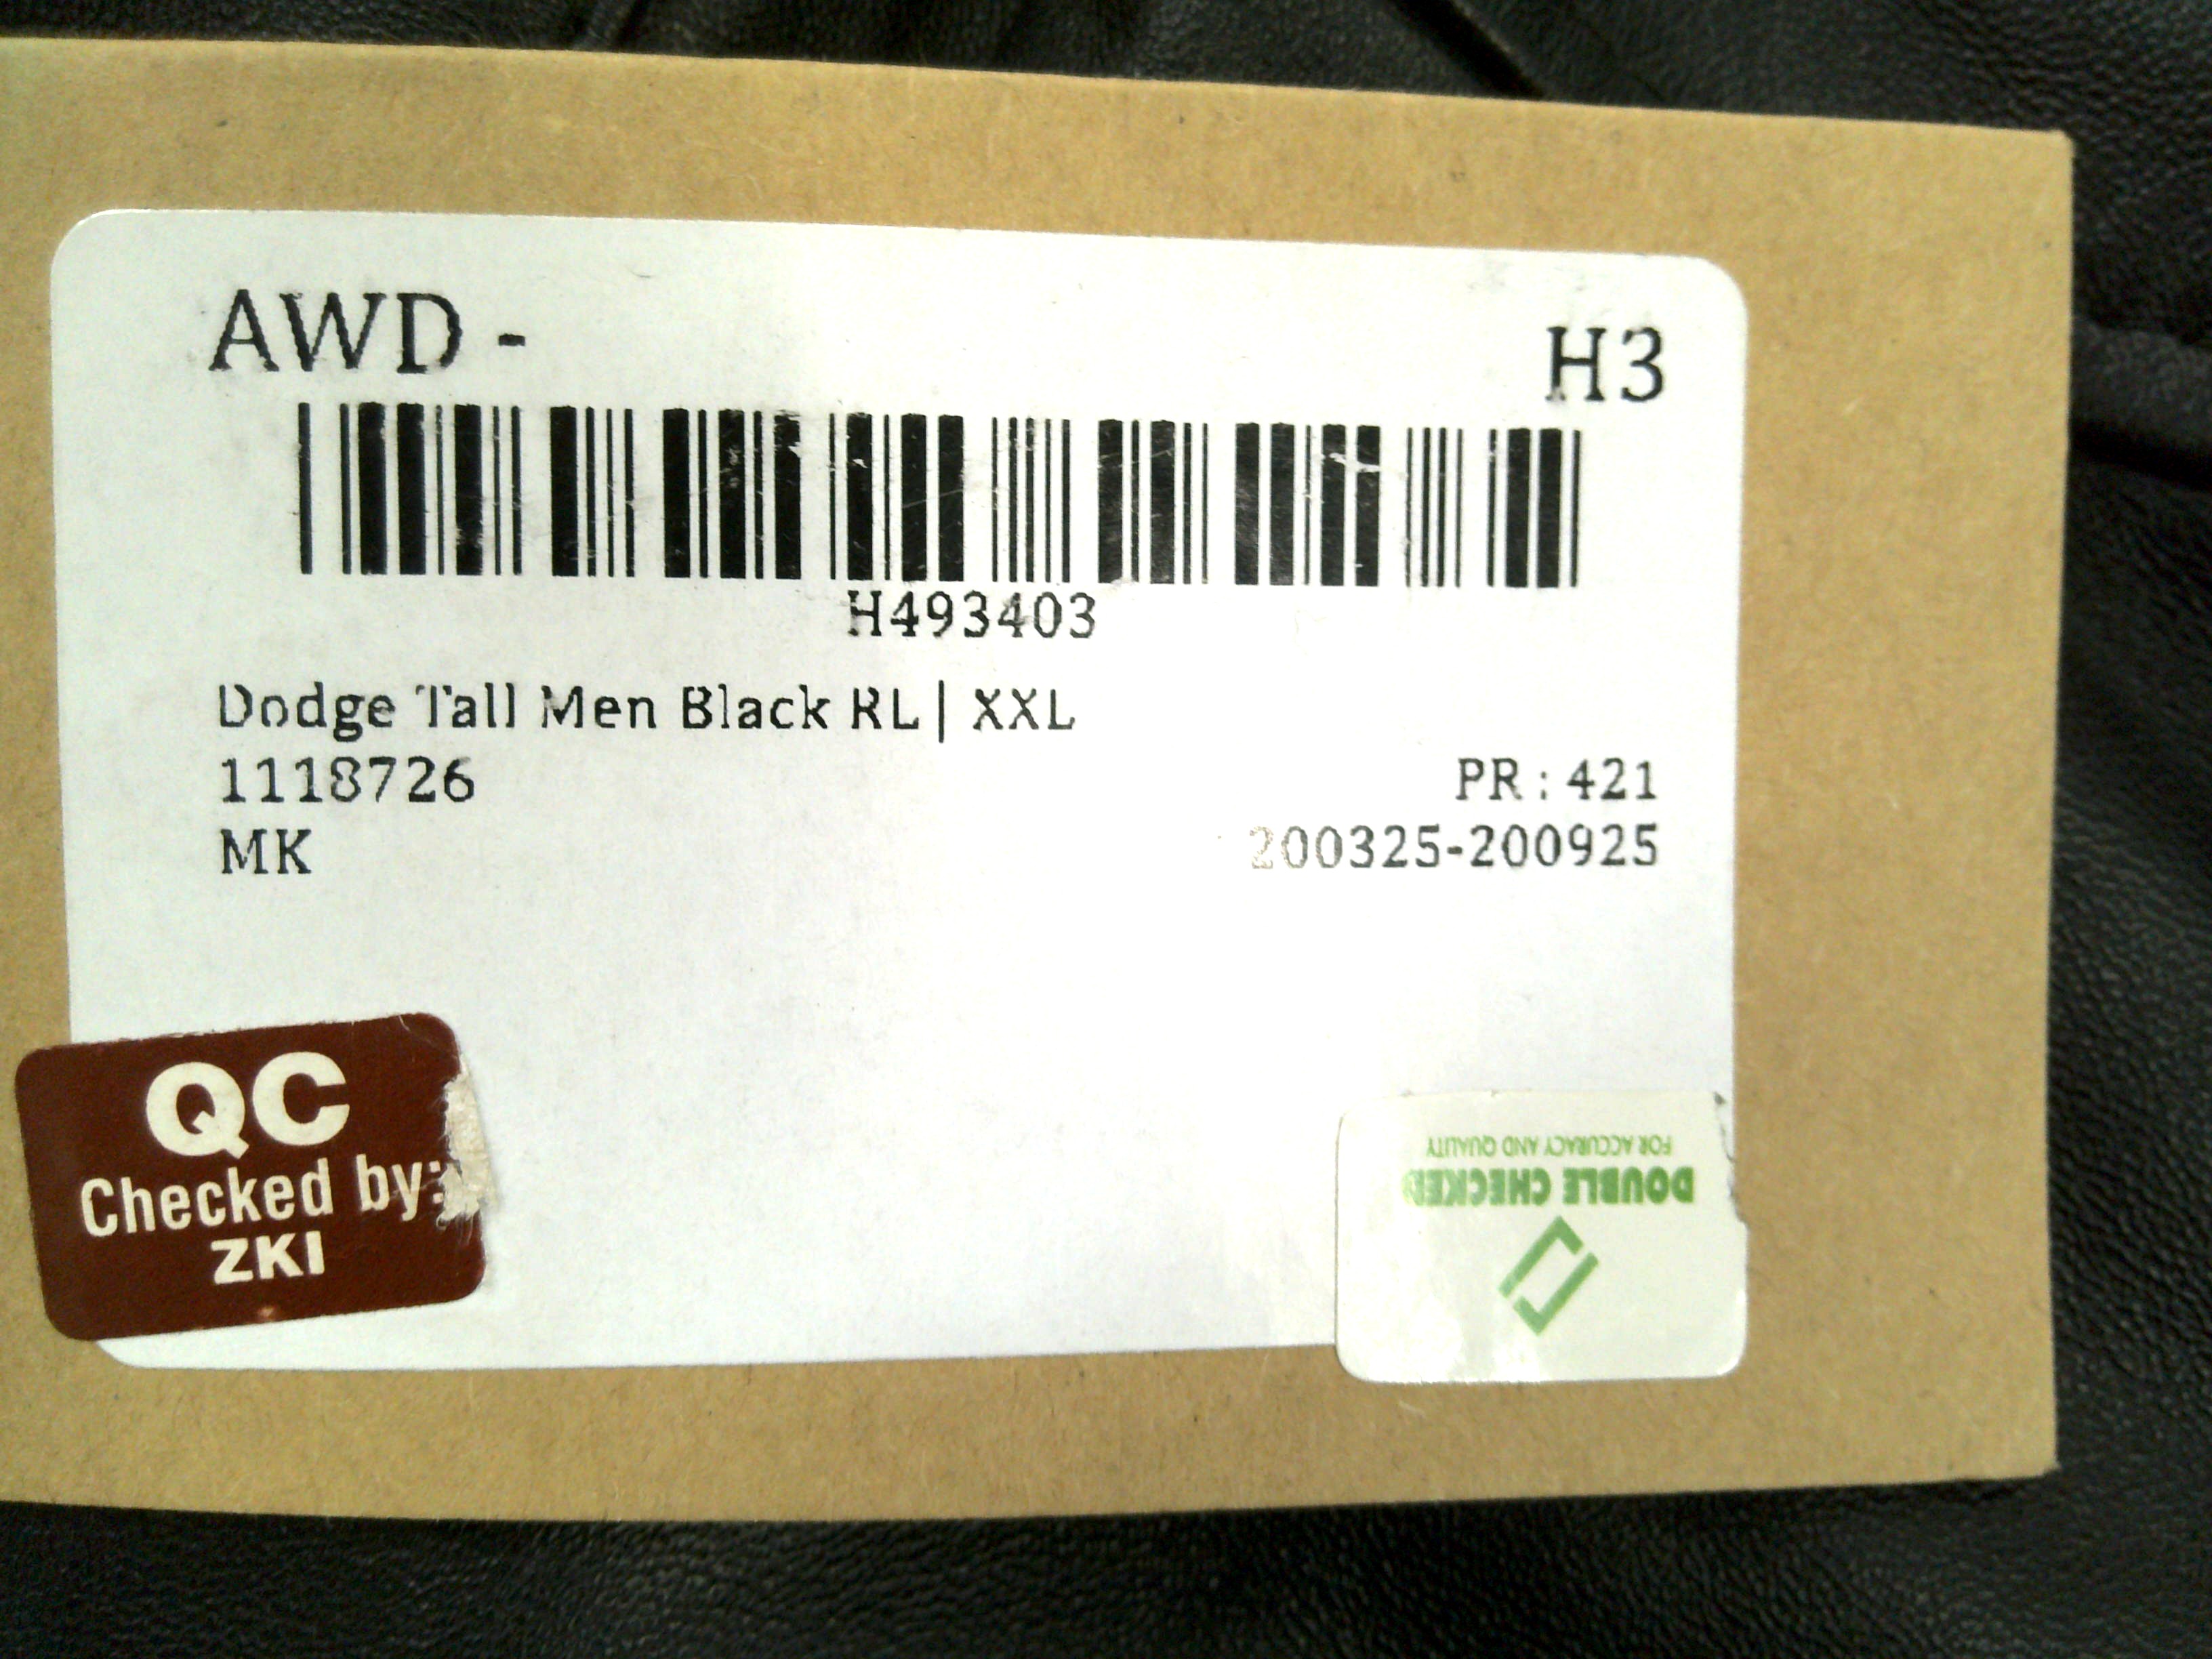 AWD - H3
H493403
Dodge Tall Men Black RL | XXL
1118726 PR : 421
MK 200325-200925
QC
Checked by:
ZKI
DOUBLE CHECKED
FOR ACCURACY AND QUALITY